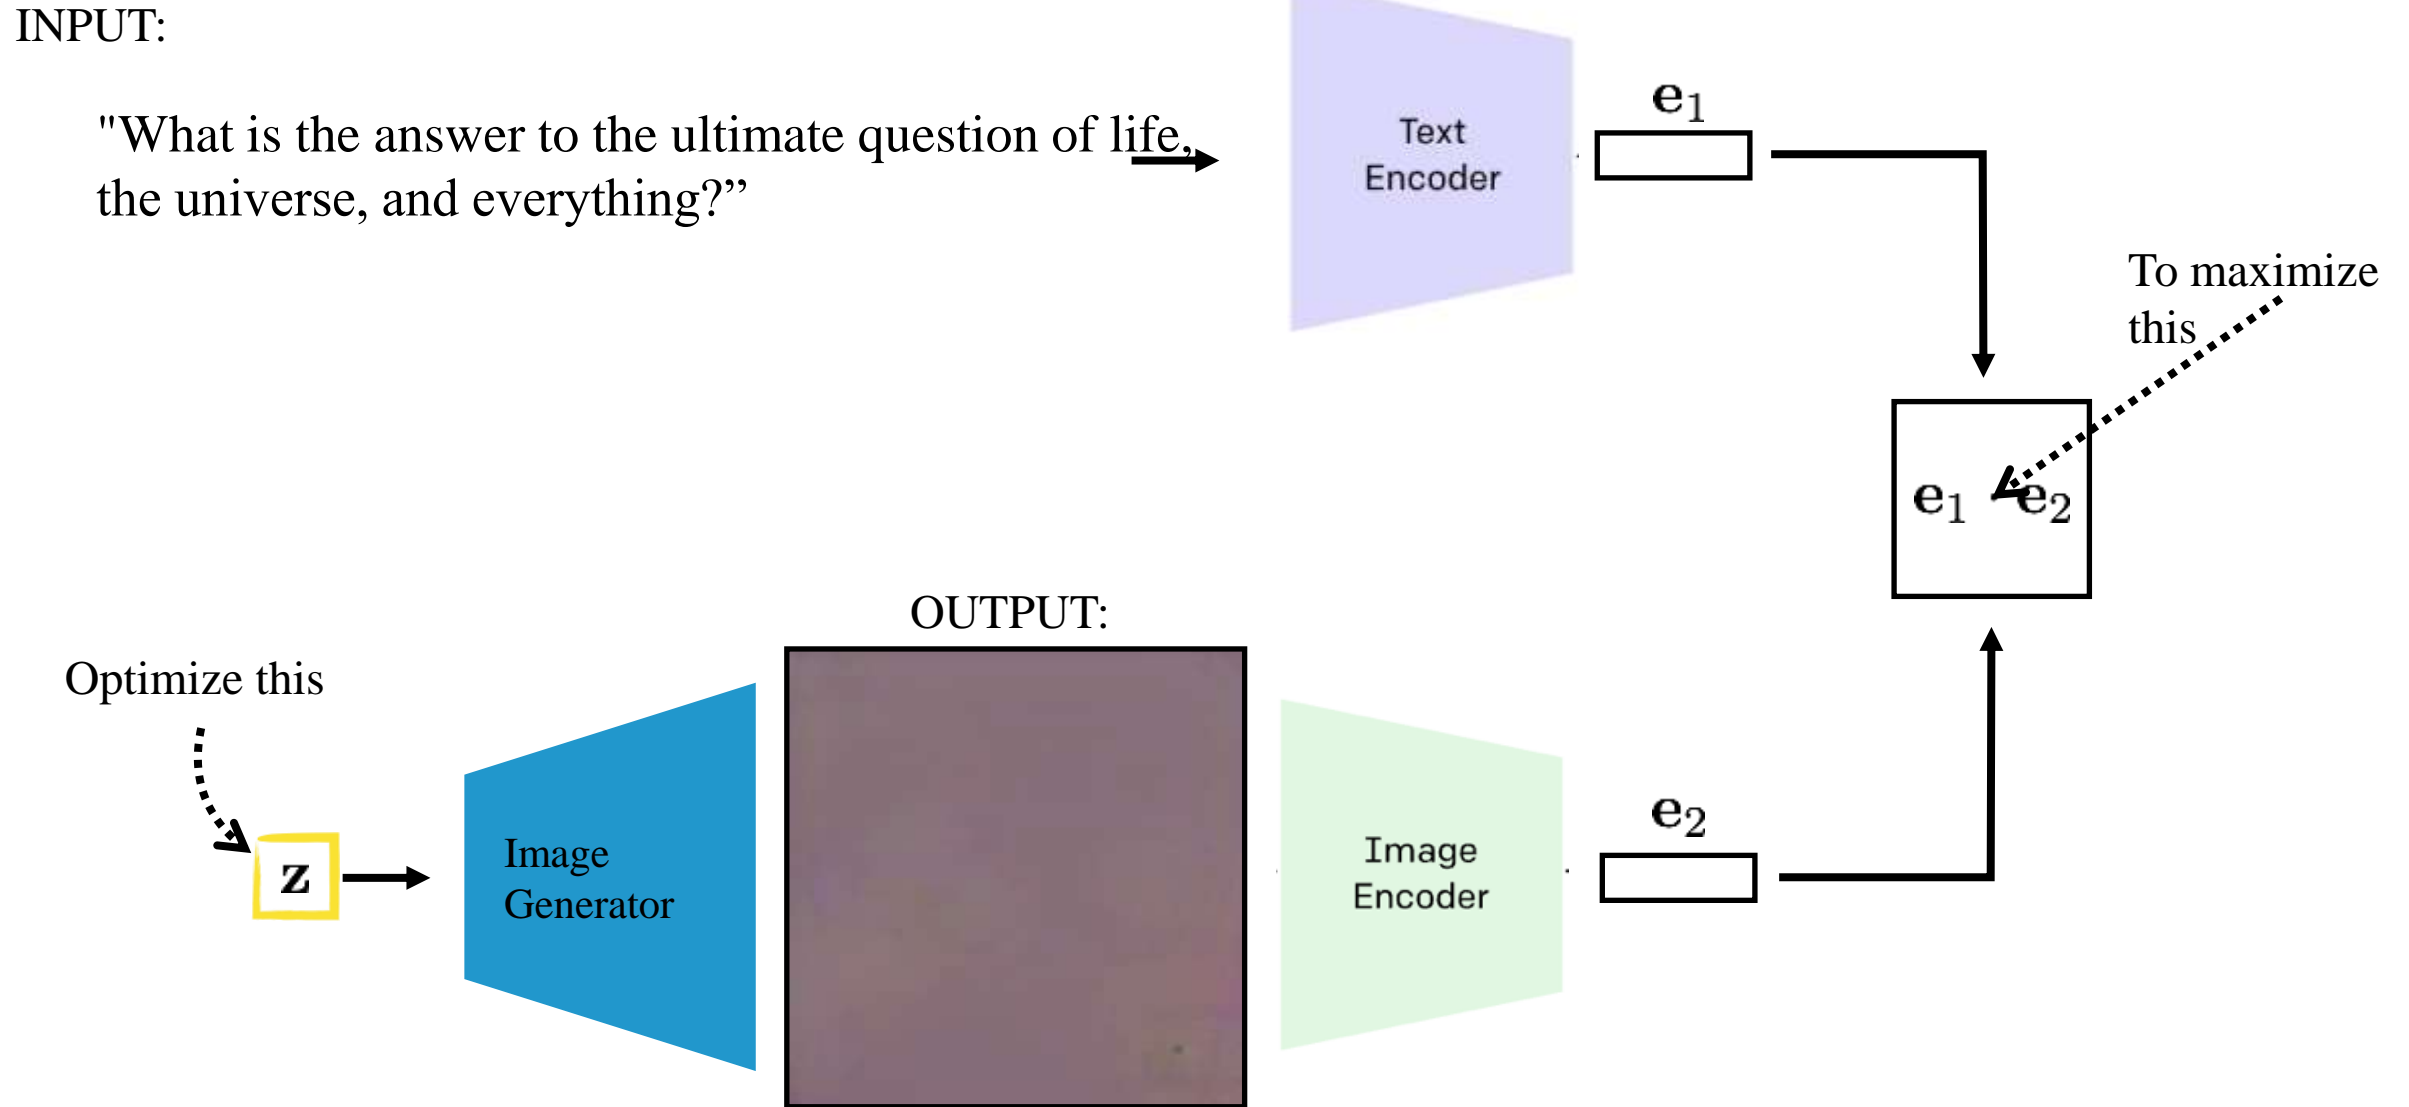 INPUT:
"What is the answer to the ultimate question of life,
the universe, and everything?”
Text
Encoder
e₁
To maximize
this
e₁ · e₂
OUTPUT:
Optimize this
z
Image
Generator
Image
Encoder
e₂